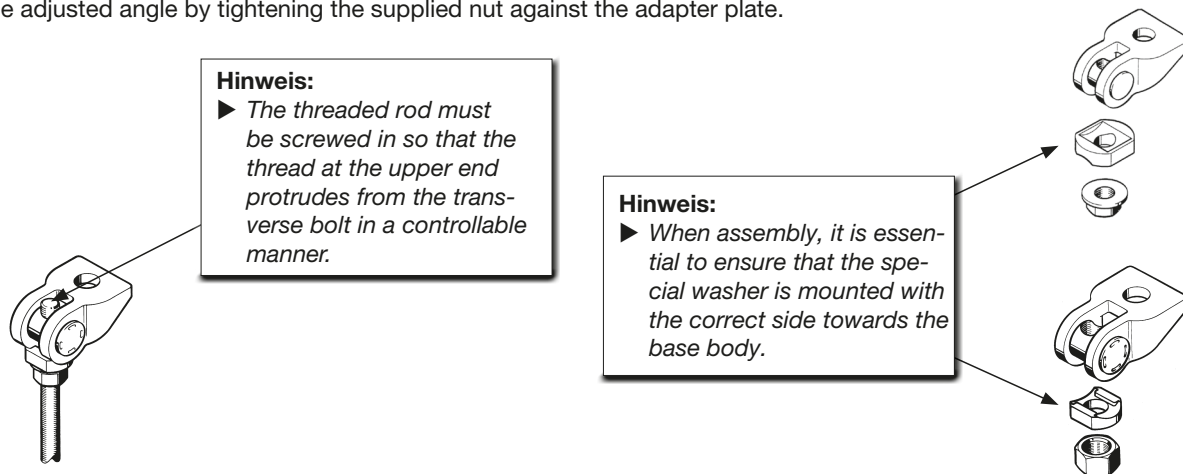 e adjusted angle by tightening the supplied nut against the adapter plate.
Hinweis:
▶ The threaded rod must
be screwed in so that the
thread at the upper end
protrudes from the trans-
verse bolt in a controllable
manner.
Hinweis:
▶ When assembly, it is essen-
tial to ensure that the spe-
cial washer is mounted with
the correct side towards the
base body.